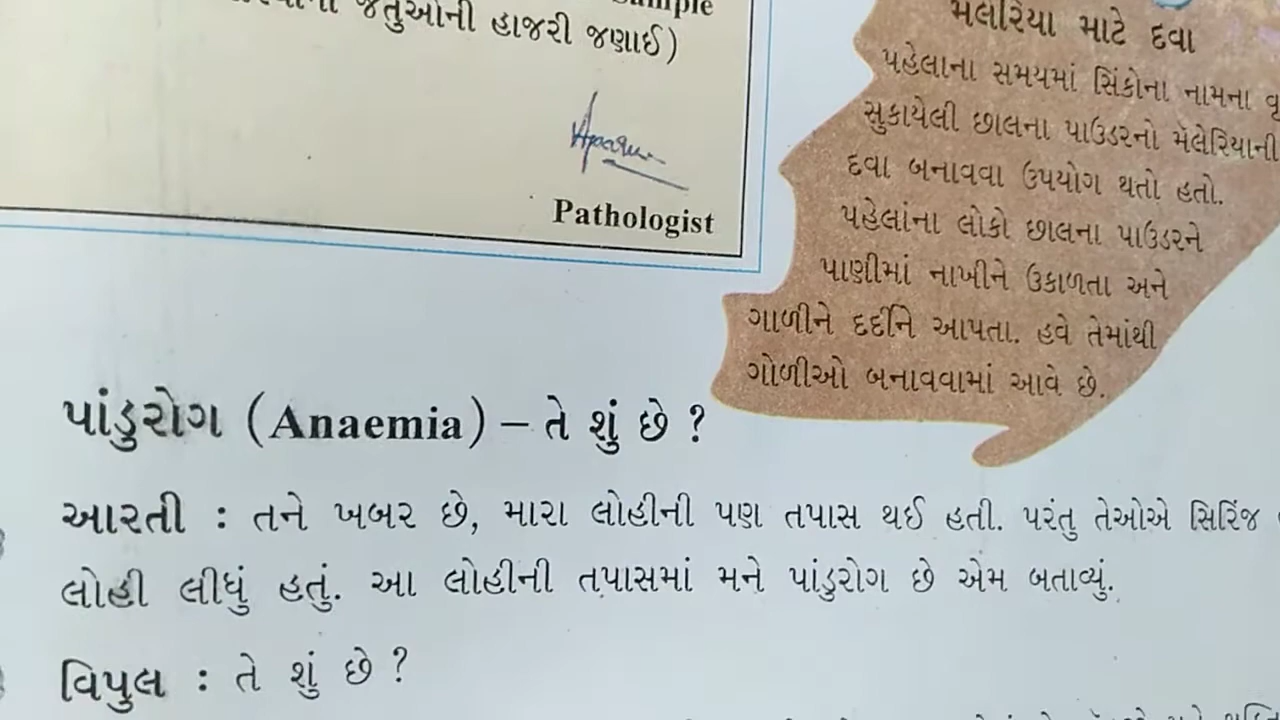 જંતુઓની હાજરી જણાઈ)
Pathologist
મેલેરિયા માટે દવા
પહેલાના સમયમાં સિંકોના નામના
સુકાયેલી છાલના પાઉડરનો મૅલેરિયાની
દવા બનાવવા ઉપયોગ થતો હતો.
પહેલાંના લોકો છાલના પાઉડરને
પાણીમાં નાખીને ઉકાળતા અને
ગાળીને દર્દીને આપતા. હવે તેમાંથી
ગોળીઓ બનાવવામાં આવે છે.
પાંડુરોગ (Anaemia) – તે શું છે ?
આરતી : તને ખબર છે, મારા લોહીની પણ તપાસ થઈ હતી. પરંતુ તેઓએ સિરિંજ
લોહી લીધું હતું. આ લોહીની તપાસમાં મને પાંડુરોગ છે એમ બતાવ્યું.
વિપુલ : તે શું છે ?